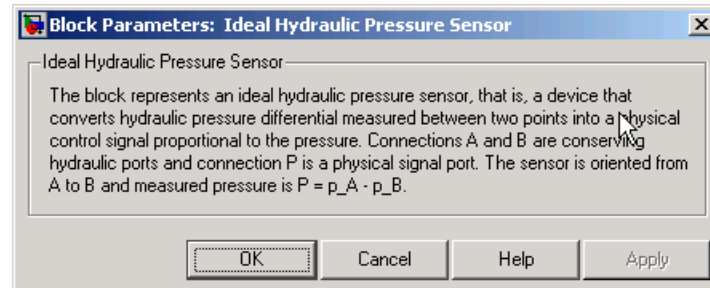 Block Parameters: Ideal Hydraulic Pressure Sensor
Ideal Hydraulic Pressure Sensor
The block represents an ideal hydraulic pressure sensor, that is, a device that
converts hydraulic pressure differential measured between two points into a physical
control signal proportional to the pressure. Connections A and B are conserving
hydraulic ports and connection P is a physical signal port. The sensor is oriented from
A to B and measured pressure is P = p_A - p_B.
OK Cancel Help Apply